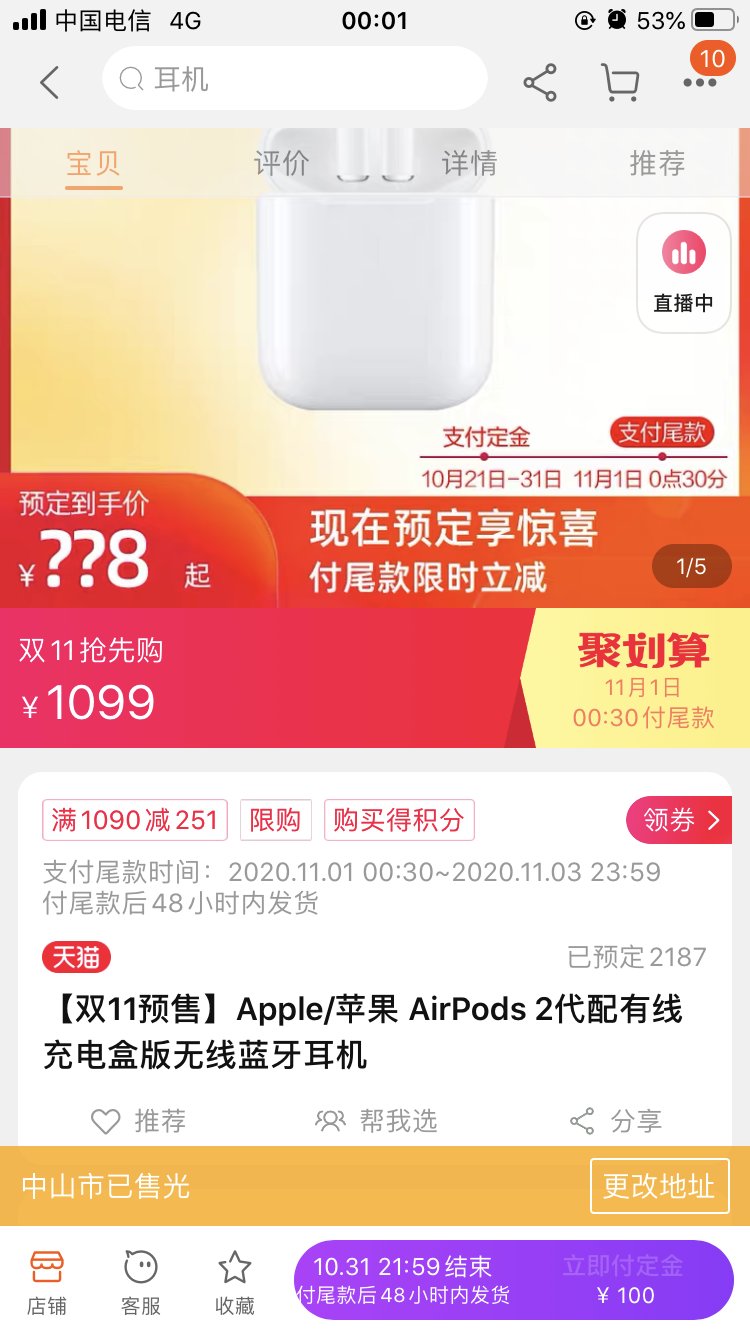 中国电信 4G 00:01 53%
耳机 10
宝贝 评价 详情 推荐
直播中
支付定金 支付尾款
10月21日-31日 11月1日 0点30分
预定到手价
¥??8 起
现在预定享惊喜
付尾款限时立减
1/5
双11抢先购
¥1099
聚划算
11月1日
00:30付尾款
满1090减251 限购 购买得积分 领券
支付尾款时间：2020.11.01 00:30~2020.11.03 23:59
付尾款后48小时内发货
天猫 已预定2187
【双11预售】Apple/苹果 AirPods 2代配有线
充电盒版无线蓝牙耳机
推荐 帮我选 分享
中山市已售光 更改地址
店铺 客服 收藏
10.31 21:59结束
付尾款后48小时内发货
立即付定金
¥ 100